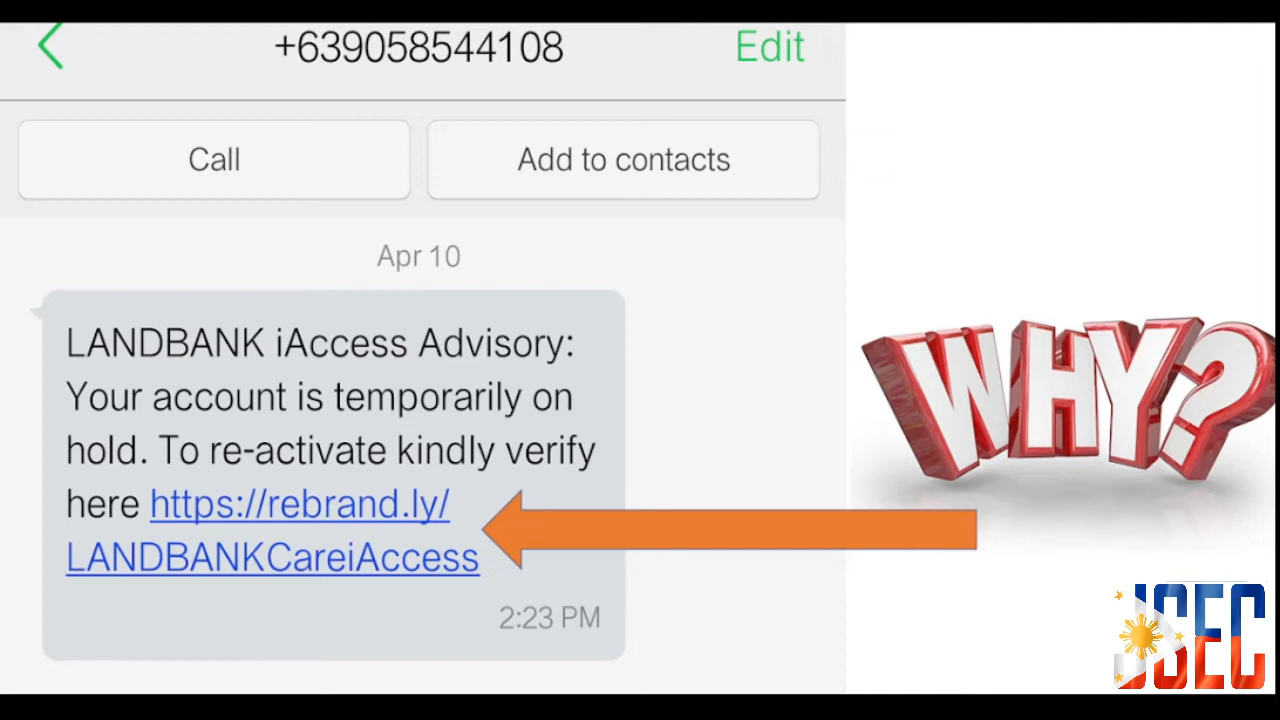 +639058544108
Edit
Call
Add to contacts
Apr 10
LANDBANK iAccess Advisory:
Your account is temporarily on
hold. To re-activate kindly verify
here https://rebrand.ly/
LANDBANKCareiAccess
2:23 PM
WHY?
JSEC